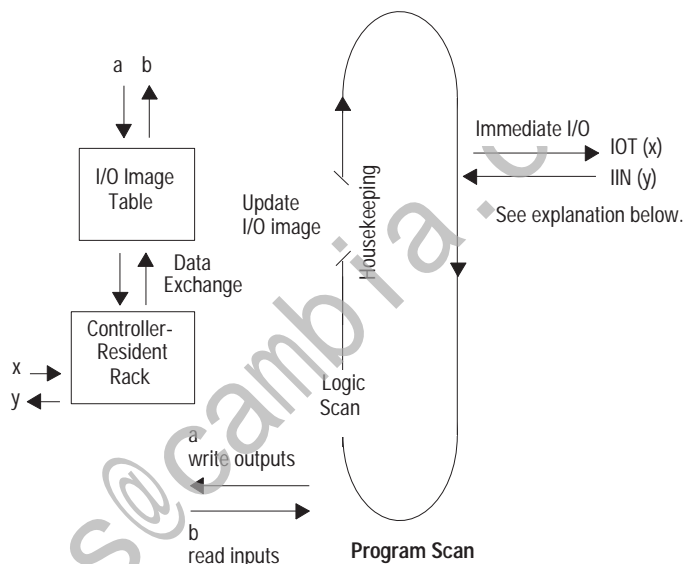 a b
I/O Image
Table
Data
Exchange
Controller-
Resident
Rack
x
y
Update
I/O image
Housekeeping
Logic
Scan
a
write outputs
b
read inputs
Immediate I/O
IOT (x)
IIN (y)
See explanation below.
Program Scan
s@cambia.c